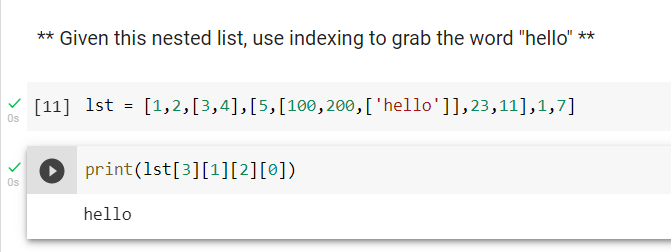 ** Given this nested list, use indexing to grab the word "hello" **
[11] lst = [1,2,[3,4],[5,[100,200,['hello']],23,11],1,7]
0s
print(lst[3][1][2][0])
0s
hello